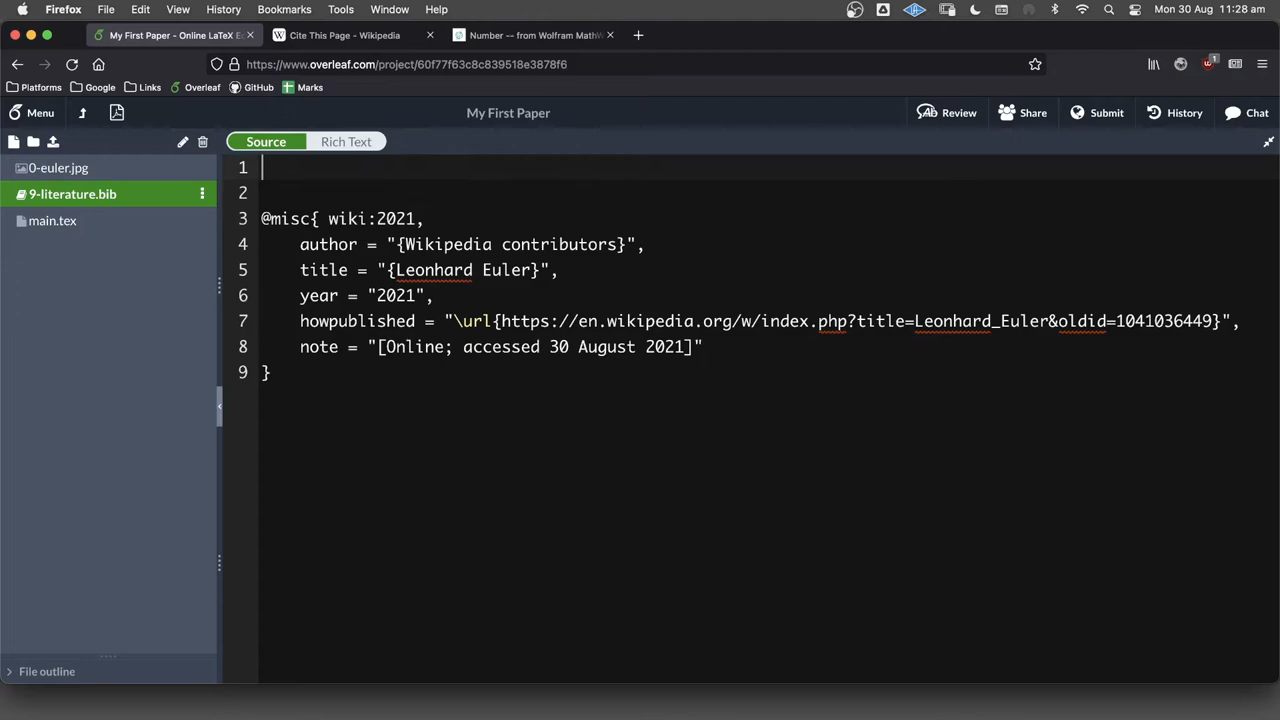 Firefox File Edit View History Bookmarks Tools Window Help Mon 30 Aug 11:28 am
My First Paper - Online LaTeX E Cite This Page - Wikipedia Number -- from Wolfram MathW
https://www.overleaf.com/project/60f77f63c8c839518e3878f6 1
Platforms Google Links Overleaf GitHub Marks
Menu My First Paper Review Share Submit History Chat
Source Rich Text
0-euler.jpg
9-literature.bib
main.tex
File outline
1
2
3 @misc{ wiki:2021,
4 author = "{Wikipedia contributors}",
5 title = "{Leonhard Euler}",
6 year = "2021",
7 howpublished = "\url{https://en.wikipedia.org/w/index.php?title=Leonhard_Euler&oldid=1041036449}",
8 note = "[Online; accessed 30 August 2021]"
9 }